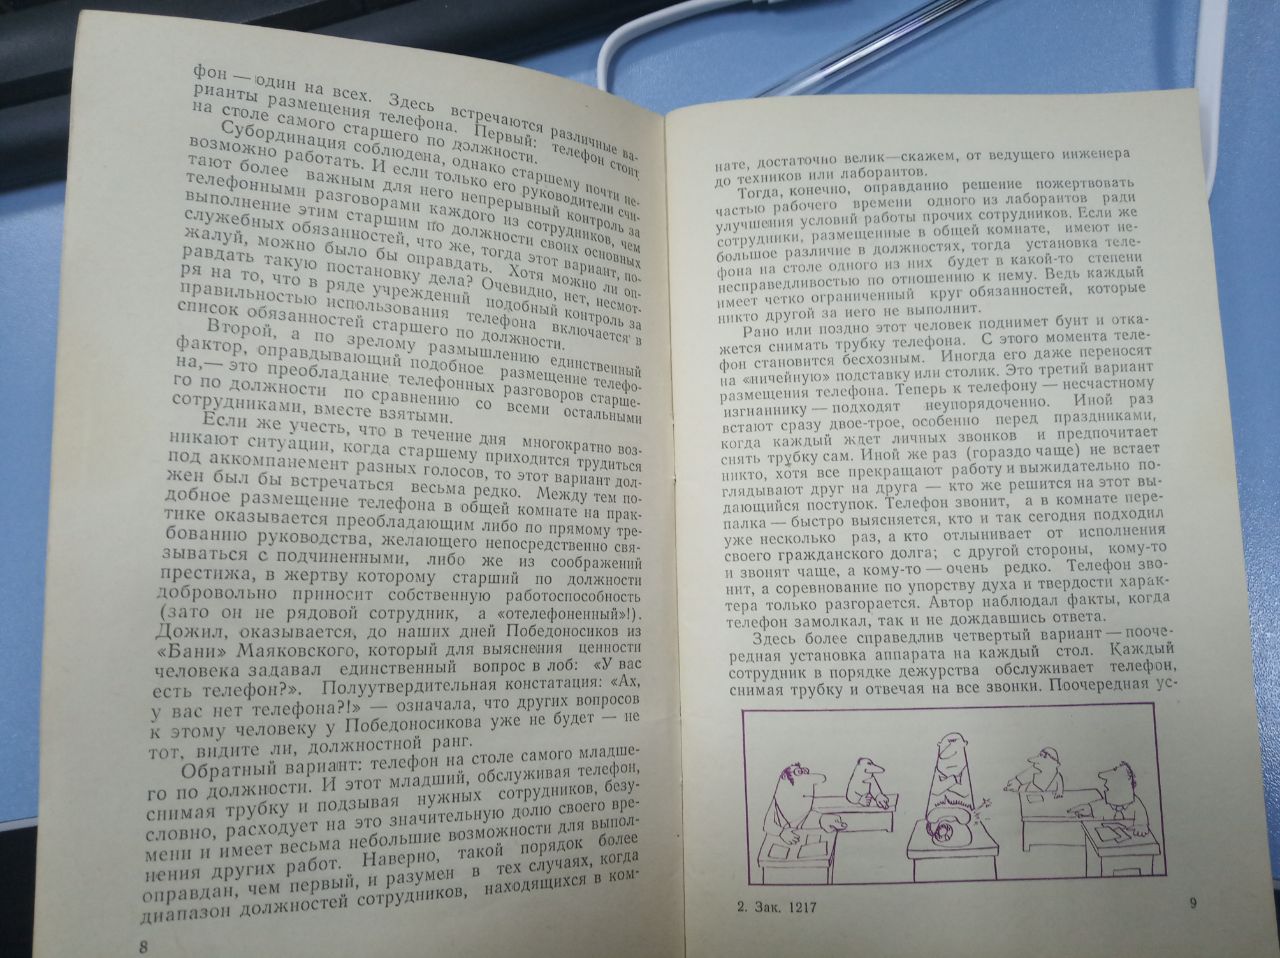 фон — один на всех. Здесь встречаются различные ва-
рианты размещения телефона. Первый: телефон стоит
на столе самого старшего по должности.
Субординация соблюдена, однако старшему почти не-
возможно работать. И если только его руководители счи-
тают более важным для него непрерывный контроль за
телефонными разговорами каждого из сотрудников, чем
выполнение этим старшим по должности своих основных
служебных обязанностей, что же, тогда этот вариант, по-
жалуй, можно было бы оправдать. Хотя можно ли оп-
равдать такую постановку дела? Очевидно, нет, несмот-
ря на то, что в ряде учреждений подобный контроль за
правильностью использования телефона включается в
список обязанностей старшего по должности.
Второй, а по зрелому размышлению единственный
фактор, оправдывающий подобное размещение телефо-
на,— это преобладание телефонных разговоров старше-
го по должности по сравнению со всеми остальными
сотрудниками, вместе взятыми.
Если же учесть, что в течение дня многократно воз-
никают ситуации, когда старшему приходится трудиться
под аккомпанемент разных голосов, то этот вариант дол-
жен был бы встречаться весьма редко. Между тем по-
добное размещение телефона в общей комнате на прак-
тике оказывается преобладающим либо по прямому тре-
бованию руководства, желающего непосредственно свя-
зываться с подчиненными, либо же из соображений
престижа, в жертву которому старший по должности
добровольно приносит собственную работоспособность
(зато он не рядовой сотрудник, а «отелефоненный»!).
Дожил, оказывается, до наших дней Победоносиков из
«Бани» Маяковского, который для выяснения ценности
человека задавал единственный вопрос в лоб: «У вас
есть телефон?». Полуутвердительная констатация: «Ах,
у вас нет телефона?!» — означала, что других вопросов
к этому человеку у Победоносикова уже не будет — не
тот, видите ли, должностной ранг.
Обратный вариант: телефон на столе самого младше-
го по должности. И этот младший, обслуживая телефон,
снимая трубку и подзывая нужных сотрудников, безу-
словно, расходует на это значительную долю своего вре-
мени и имеет весьма небольшие возможности для выпол-
нения других работ. Наверно, такой порядок более
оправдан, чем первый, и разумен в тех случаях, когда
диапазон должностей сотрудников, находящихся в ком-
8
нате, достаточно велик—скажем, от ведущего инженера
до техников или лаборантов.
Тогда, конечно, оправданно решение пожертвовать
частью рабочего времени одного из лаборантов ради
улучшения условий работы прочих сотрудников. Если же
сотрудники, размещенные в общей комнате, имеют не-
большое различие в должностях, тогда установка теле-
фона на столе одного из них будет в какой-то степени
несправедливостью по отношению к нему. Ведь каждый
имеет четко ограниченный круг обязанностей, которые
никто другой за него не выполнит.
Рано или поздно этот человек поднимет бунт и отка-
жется снимать трубку телефона. С этого момента теле-
фон становится бесхозным. Иногда его даже переносят
на «ничейную» подставку или столик. Это третий вариант
размещения телефона. Теперь к телефону — несчастному
изгнаннику — подходят неупорядоченно. Иной раз
встают сразу двое-трое, особенно перед праздниками,
когда каждый ждет личных звонков и предпочитает
снять трубку сам. Иной же раз (гораздо чаще) не встает
никто, хотя все прекращают работу и выжидательно по-
глядывают друг на друга — кто же решится на этот вы-
дающийся поступок. Телефон звонит, а в комнате пере-
палка — быстро выясняется, кто и так сегодня подходил
уже несколько раз, а кто отлынивает от исполнения
своего гражданского долга; с другой стороны, кому-то
и звонят чаще, а кому-то — очень редко. Телефон зво-
нит, а соревнование по упорству духа и твердости харак-
тера только разгорается. Автор наблюдал факты, когда
телефон замолкал, так и не дождавшись ответа.
Здесь более справедлив четвертый вариант — пооче-
редная установка аппарата на каждый стол. Каждый
сотрудник в порядке дежурства обслуживает телефон,
снимая трубку и отвечая на все звонки. Поочередная ус-
2. Зак. 1217
9